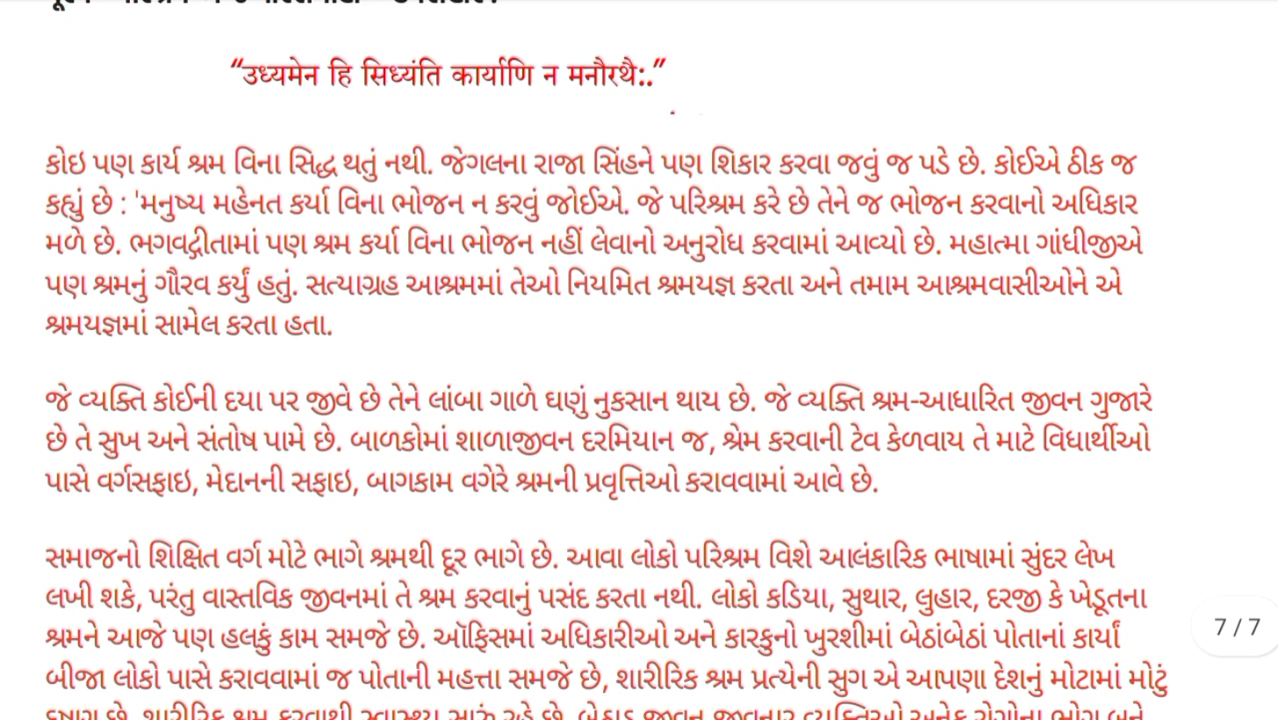 “उध्यमेन हि सिध्यंति कार्याणि न मनौरथै:.”
કોઇ પણ કાર્ય શ્રમ વિના સિદ્ધ થતું નથી. જેગલના રાજા સિંહને પણ શિકાર કરવા જવું જ પડે છે. કોઈએ ઠીક જ
કહ્યું છે : 'મનુષ્ય મહેનત કર્યા વિના ભોજન ન કરવું જોઈએ. જે પરિશ્રમ કરે છે તેને જ ભોજન કરવાનો અધિકાર
મળે છે. ભગવદ્ગીતામાં પણ શ્રમ કર્યા વિના ભોજન નહીં લેવાનો અનુરોધ કરવામાં આવ્યો છે. મહાત્મા ગાંધીજીએ
પણ શ્રમનું ગૌરવ કર્યું હતું. સત્યાગ્રહ આશ્રમમાં તેઓ નિયમિત શ્રમયજ્ઞ કરતા અને તમામ આશ્રમવાસીઓને એ
શ્રમયજ્ઞમાં સામેલ કરતા હતા.
જે વ્યક્તિ કોઈની દયા પર જીવે છે તેને લાંબા ગાળે ઘણું નુકસાન થાય છે. જે વ્યક્તિ શ્રમ-આધારિત જીવન ગુજારે
છે તે સુખ અને સંતોષ પામે છે. બાળકોમાં શાળાજીવન દરમિયાન જ, શ્રેમ કરવાની ટેવ કેળવાય તે માટે વિધાર્થીઓ
પાસે વર્ગસફાઇ, મેદાનની સફાઇ, બાગકામ વગેરે શ્રમની પ્રવૃત્તિઓ કરાવવામાં આવે છે.
સમાજનો શિક્ષિત વર્ગ મોટે ભાગે શ્રમથી દૂર ભાગે છે. આવા લોકો પરિશ્રમ વિશે આલંકારિક ભાષામાં સુંદર લેખ
લખી શકે, પરંતુ વાસ્તવિક જીવનમાં તે શ્રમ કરવાનું પસંદ કરતા નથી. લોકો કડિયા, સુથાર, લુહાર, દરજી કે ખેડૂતના
શ્રમને આજે પણ હલકું કામ સમજે છે. ઑફિસમાં અધિકારીઓ અને કારકુનો ખુરશીમાં બેઠાંબેઠાં પોતાનાં કાર્યાં
બીજા લોકો પાસે કરાવવામાં જ પોતાની મહત્તા સમજે છે, શારીરિક શ્રમ પ્રત્યેની સુગ એ આપણા દેશનું મોટામાં મોટું
7 / 7